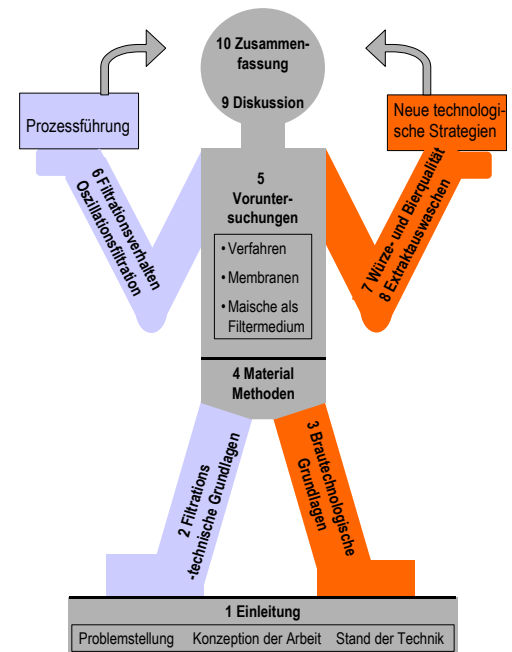 10 Zusammen-
fassung
9 Diskussion
Prozessführung
Neue technologi-
sche Strategien
6 Filtrationsverhalten
Oszillationsfiltration
5
Vorunter-
suchungen
• Verfahren
• Membranen
• Maische als
Filtermedium
7 Würze- und Bierqualität
8 Extraktauswaschen
4 Material
Methoden
2 Filtrations
-technische Grundlagen
3 Brautechnologische
Grundlagen
1 Einleitung
Problemstellung Konzeption der Arbeit Stand der Technik